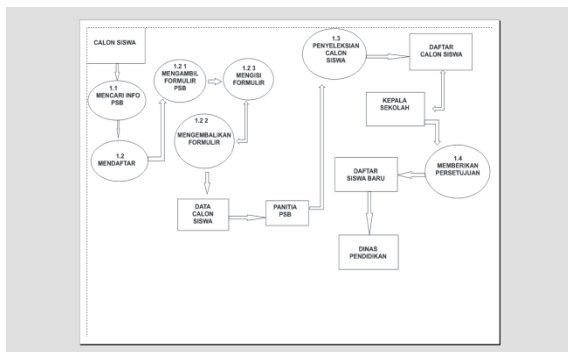 CALON SISWA
1.1
MENCARI INFO
PSB
1.2
MENDAFTAR
1.2 1
MENGAMBIL
FORMULIR
PSB
1.2 3
MENGISI
FORMULIR
1.2 2
MENGEMBALIKAN
FORMULIR
DATA
CALON
SISWA
PANITIA
PSB
1.3
PENYELEKSIAN
CALON
SISWA
DAFTAR
CALON SISWA
KEPALA
SEKOLAH
1.4
MEMBERIKAN
PERSETUJUAN
DAFTAR
SISWA BARU
DINAS
PENDIDIKAN